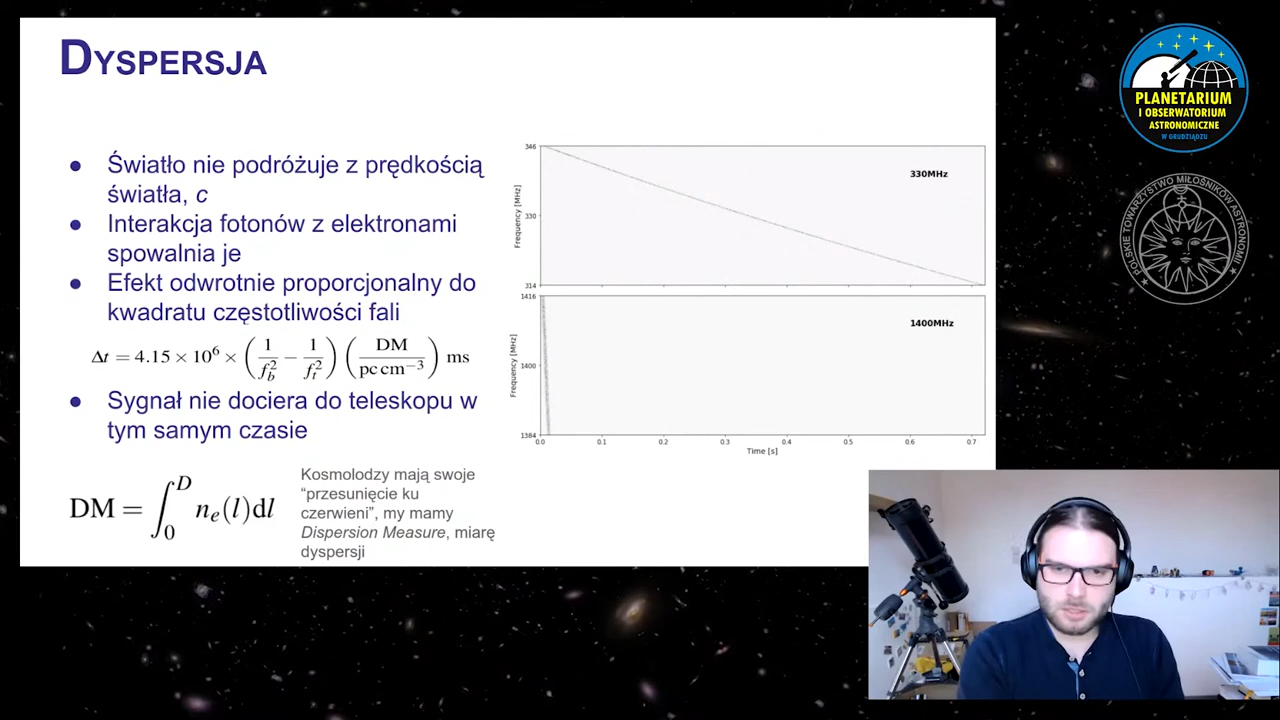 DYSPERSJA
● Światło nie podróżuje z prędkością
światła, c
● Interakcja fotonów z elektronami
spowalnia je
● Efekt odwrotnie proporcjonalny do
kwadratu częstotliwości fali
Δt = 4.15 × 10⁶ × (1/f_b² − 1/f_t²) (DM/pc cm⁻³) ms
● Sygnał nie dociera do teleskopu w
tym samym czasie
DM = ∫₀ᴰ nₑ(l)dl
Kosmolodzy mają swoje
“przesunięcie ku
czerwieni”, my mamy
Dispersion Measure, miarę
dyspersji
346
330MHz
Frequency [MHz]
330
314
1416
1400MHz
Frequency [MHz]
1400
1384
0.0 0.1 0.2 0.3 0.4 0.5 0.6 0.7
Time [s]
PLANETARIUM
I OBSERWATORIUM
ASTRONOMICZNE
W GRUDZIĄDZU
POLSKIE TOWARZYSTWO MIŁOŚNIKÓW ASTRONOMII